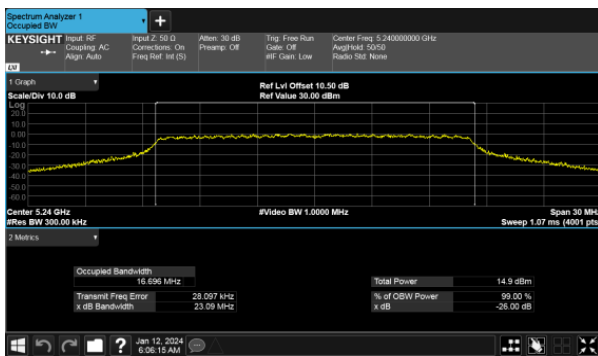 Spectrum Analyzer 1
Occupied BW
+
KEYSIGHT Input: RF
Coupling: AC
Align: Auto
Input Z: 50 Ω
Corrections: On
Freq Ref: Int (S)
Atten: 30 dB
Preamp: Off
Trig: Free Run
Gate: Off
#IF Gain: Low
Center Freq: 5.240000000 GHz
Avg|Hold: 50/50
Radio Std: None
LXI
1 Graph
Scale/Div 10.0 dB
Ref Lvl Offset 10.50 dB
Ref Value 30.00 dBm
Log
20.0
10.0
0.00
-10.0
-20.0
-30.0
-40.0
-50.0
-60.0
Center 5.24 GHz
#Res BW 300.00 kHz
#Video BW 1.0000 MHz
Span 30 MHz
Sweep 1.07 ms (4001 pts
2 Metrics
Occupied Bandwidth
16.696 MHz
Transmit Freq Error 28.097 kHz
x dB Bandwidth 23.09 MHz
Total Power 14.9 dBm
% of OBW Power 99.00 %
x dB -26.00 dB
?
Jan 12, 2024
6:06:15 AM